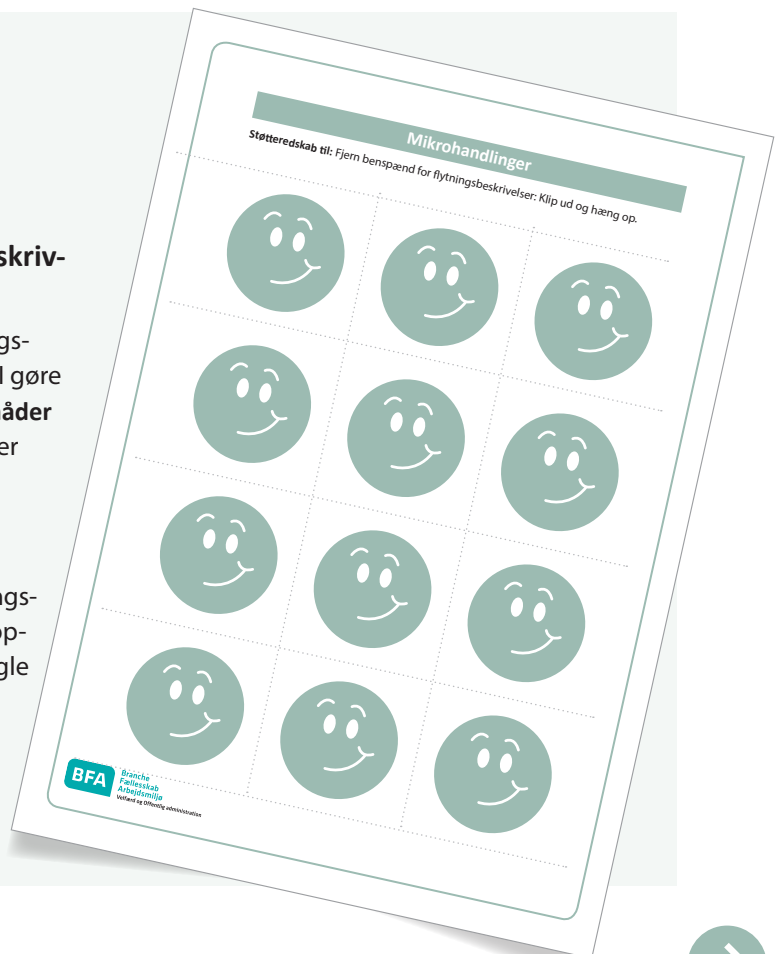 skriv-
gs-
l gøre
åder
er
ngs-
op-
gle
Mikrohandlinger
Støtteredskab til: Fjern benspænd for flytningsbeskrivelser: Klip ud og hæng op.
BFA
Branche
Fællesskab
Arbejdsmiljø
Velfærd og Offentlig administration